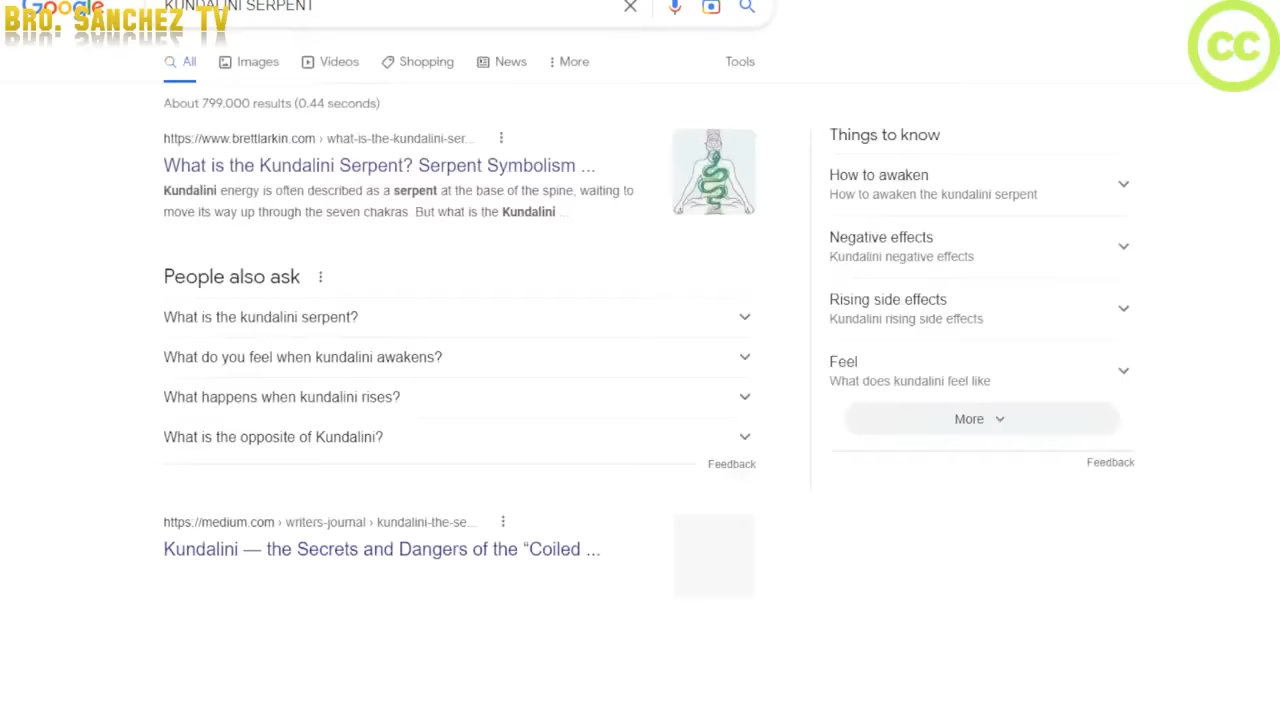 Google
KUNDALINI SERPENT
BRO. SANCHEZ TV
CC
All
Images
Videos
Shopping
News
More
Tools
About 799.000 results (0.44 seconds)
https://www.brettlarkin.com › what-is-the-kundalini-ser...
What is the Kundalini Serpent? Serpent Symbolism ...
Kundalini energy is often described as a serpent at the base of the spine, waiting to
move its way up through the seven chakras. But what is the Kundalini ...
People also ask
What is the kundalini serpent?
What do you feel when kundalini awakens?
What happens when kundalini rises?
What is the opposite of Kundalini?
Feedback
https://medium.com › writers-journal › kundalini-the-se...
Kundalini — the Secrets and Dangers of the “Coiled ...
Things to know
How to awaken
How to awaken the kundalini serpent
Negative effects
Kundalini negative effects
Rising side effects
Kundalini rising side effects
Feel
What does kundalini feel like
More
Feedback